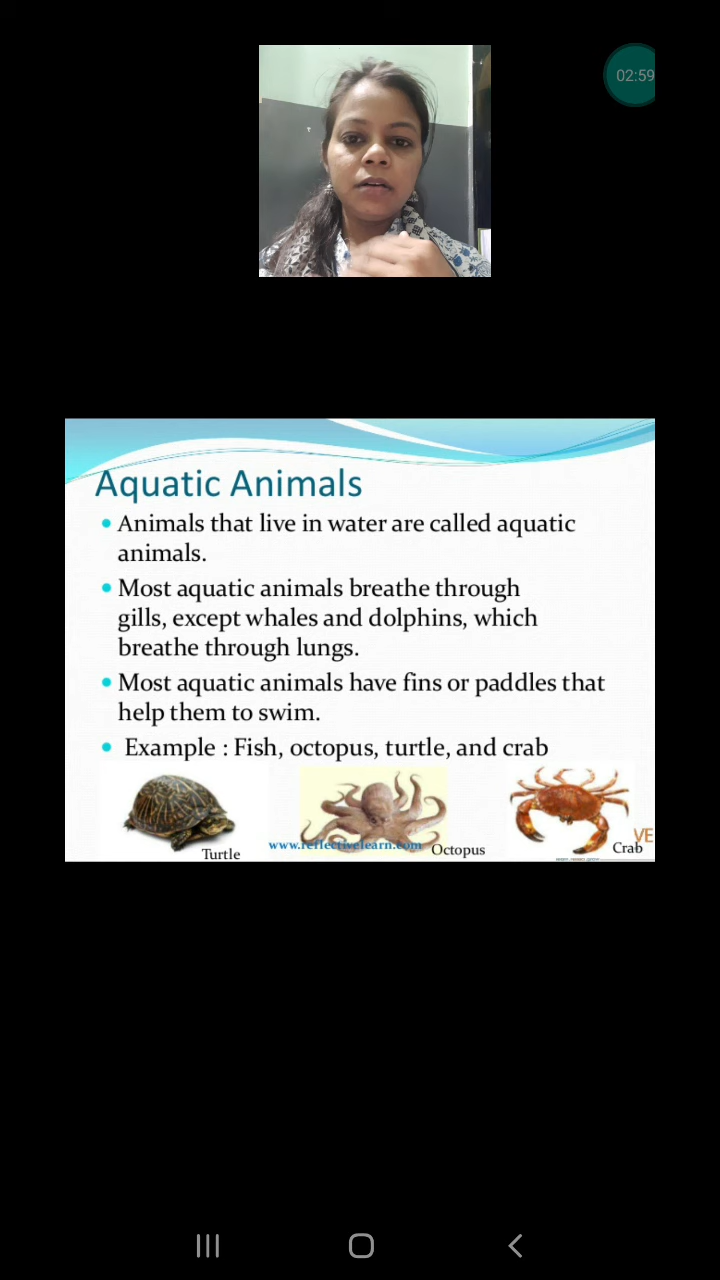 02:59
Aquatic Animals
• Animals that live in water are called aquatic
animals.
• Most aquatic animals breathe through
gills, except whales and dolphins, which
breathe through lungs.
• Most aquatic animals have fins or paddles that
help them to swim.
• Example : Fish, octopus, turtle, and crab
Turtle
www.reflectivelearn.com
Octopus
Crab
VE